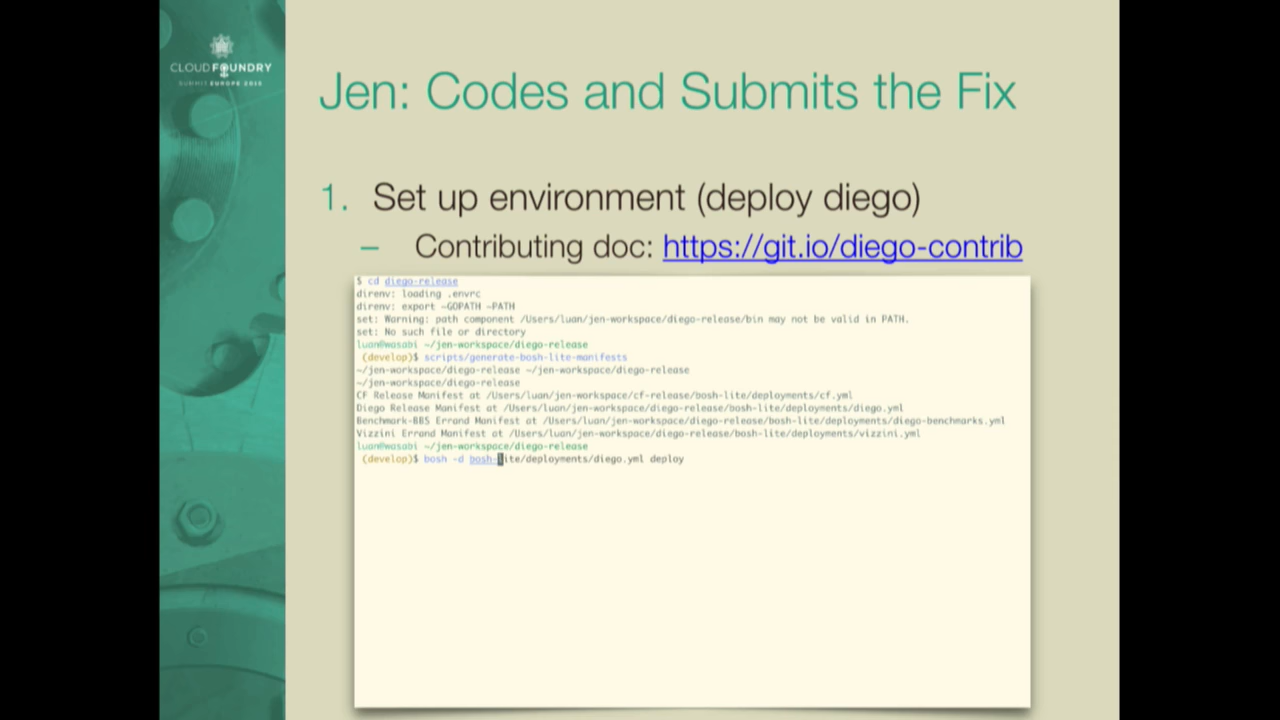 CLOUD FOUNDRY
SUMMIT EUROPE 2016
Jen: Codes and Submits the Fix
1. Set up environment (deploy diego)
– Contributing doc: https://git.io/diego-contrib
$ cd diego-release
direnv: loading .envrc
direnv: export ~GOPATH ~PATH
set: Warning: path component /Users/luan/jen-workspace/diego-release/bin may not be valid in PATH.
set: No such file or directory
luan@wasabi ~/jen-workspace/diego-release
(develop)$ scripts/generate-bosh-lite-manifests
~/jen-workspace/diego-release ~/jen-workspace/diego-release
~/jen-workspace/diego-release
CF Release Manifest at /Users/luan/jen-workspace/cf-release/bosh-lite/deployments/cf.yml
Diego Release Manifest at /Users/luan/jen-workspace/diego-release/bosh-lite/deployments/diego.yml
Benchmark-BBS Errand Manifest at /Users/luan/jen-workspace/diego-release/bosh-lite/deployments/diego-benchmarks.yml
Vizzini Errand Manifest at /Users/luan/jen-workspace/diego-release/bosh-lite/deployments/vizzini.yml
luan@wasabi ~/jen-workspace/diego-release
(develop)$ bosh -d bosh-lite/deployments/diego.yml deploy